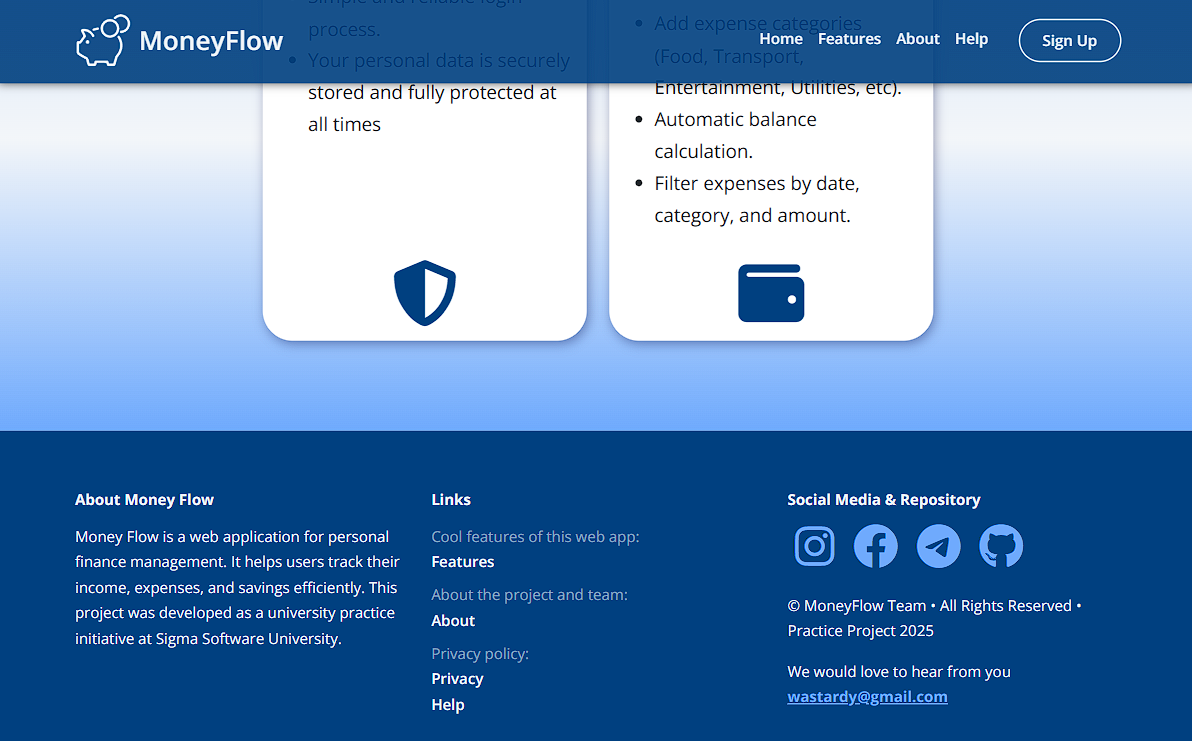 MoneyFlow
Home Features About Help
Sign Up
Simple and reliable login
process.
• Your personal data is securely
stored and fully protected at
all times
• Add expense categories
(Food, Transport,
Entertainment, Utilities, etc).
• Automatic balance
calculation.
• Filter expenses by date,
category, and amount.
About Money Flow
Money Flow is a web application for personal
finance management. It helps users track their
income, expenses, and savings efficiently. This
project was developed as a university practice
initiative at Sigma Software University.
Links
Cool features of this web app:
Features
About the project and team:
About
Privacy policy:
Privacy
Help
Social Media & Repository
© MoneyFlow Team • All Rights Reserved •
Practice Project 2025
We would love to hear from you
wastardy@gmail.com